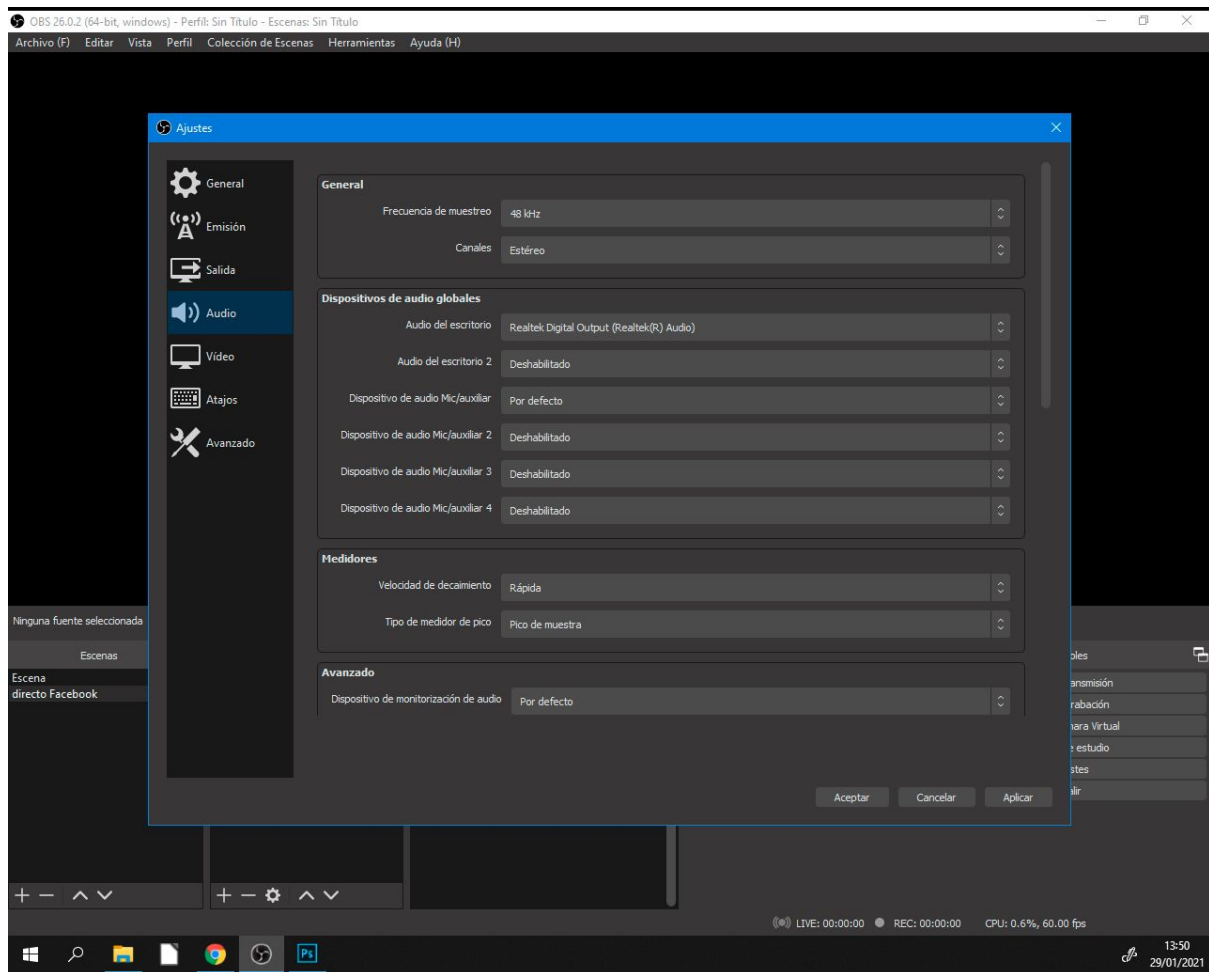 OBS 26.0.2 (64-bit, windows) - Perfil: Sin Título - Escenas: Sin Título
Archivo (F) Editar Vista Perfil Colección de Escenas Herramientas Ayuda (H)
Ajustes
General
Emisión
Salida
Audio
Vídeo
Atajos
Avanzado
General
Frecuencia de muestreo 48 kHz
Canales Estéreo
Dispositivos de audio globales
Audio del escritorio Realtek Digital Output (Realtek(R) Audio)
Audio del escritorio 2 Deshabilitado
Dispositivo de audio Mic/auxiliar Por defecto
Dispositivo de audio Mic/auxiliar 2 Deshabilitado
Dispositivo de audio Mic/auxiliar 3 Deshabilitado
Dispositivo de audio Mic/auxiliar 4 Deshabilitado
Medidores
Velocidad de decaimiento Rápida
Tipo de medidor de pico Pico de muestra
Avanzado
Dispositivo de monitorización de audio Por defecto
Aceptar Cancelar Aplicar
Ninguna fuente seleccionada
Escenas
Escena
directo Facebook
oles
ansmisión
rabación
nara Virtual
e estudio
stes
alir
LIVE: 00:00:00 REC: 00:00:00 CPU: 0.6%, 60.00 fps
Ps
13:50
29/01/2021